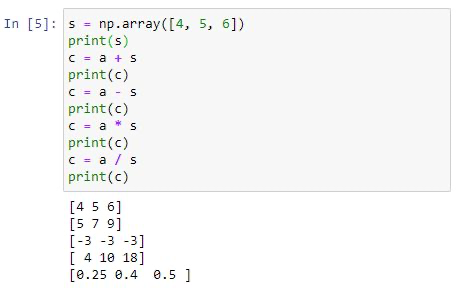 In [5]: s = np.array([4, 5, 6])
print(s)
c = a + s
print(c)
c = a - s
print(c)
c = a * s
print(c)
c = a / s
print(c)
[4 5 6]
[5 7 9]
[-3 -3 -3]
[ 4 10 18]
[0.25 0.4  0.5 ]